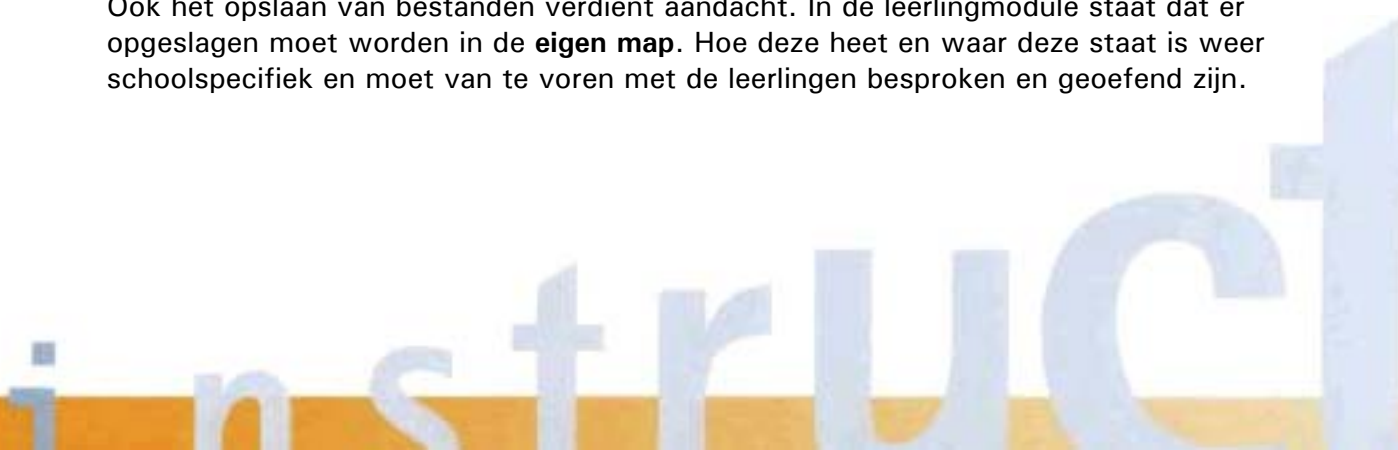 Ook het opslaan van bestanden verdient aandacht. In de leerlingmodule staat dat er
opgeslagen moet worden in de eigen map. Hoe deze heet en waar deze staat is weer
schoolspecifiek en moet van te voren met de leerlingen besproken en geoefend zijn.
instruct